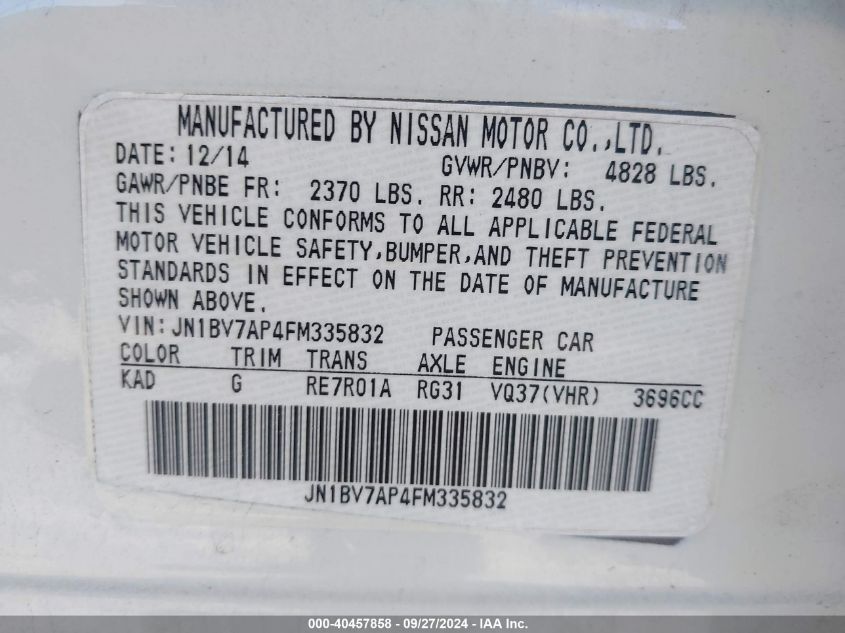 MANUFACTURED BY NISSAN MOTOR CO.,LTD.
DATE: 12/14 GVWR/PNBV: 4828 LBS.
GAWR/PNBE FR: 2370 LBS. RR: 2480 LBS.
THIS VEHICLE CONFORMS TO ALL APPLICABLE FEDERAL
MOTOR VEHICLE SAFETY,BUMPER,AND THEFT PREVENTION
STANDARDS IN EFFECT ON THE DATE OF MANUFACTURE
SHOWN ABOVE.
VIN: JN1BV7AP4FM335832 PASSENGER CAR
COLOR TRIM TRANS AXLE ENGINE
KAD G RE7R01A RG31 VQ37(VHR) 3696CC
JN1BV7AP4FM335832
000-40457858 - 09/27/2024 - IAA Inc.